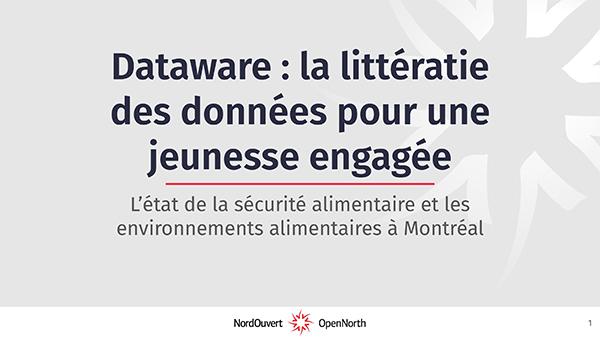 Dataware : la littératie
des données pour une
jeunesse engagée
L’état de la sécurité alimentaire et les
environnements alimentaires à Montréal
NordOuvert OpenNorth
1